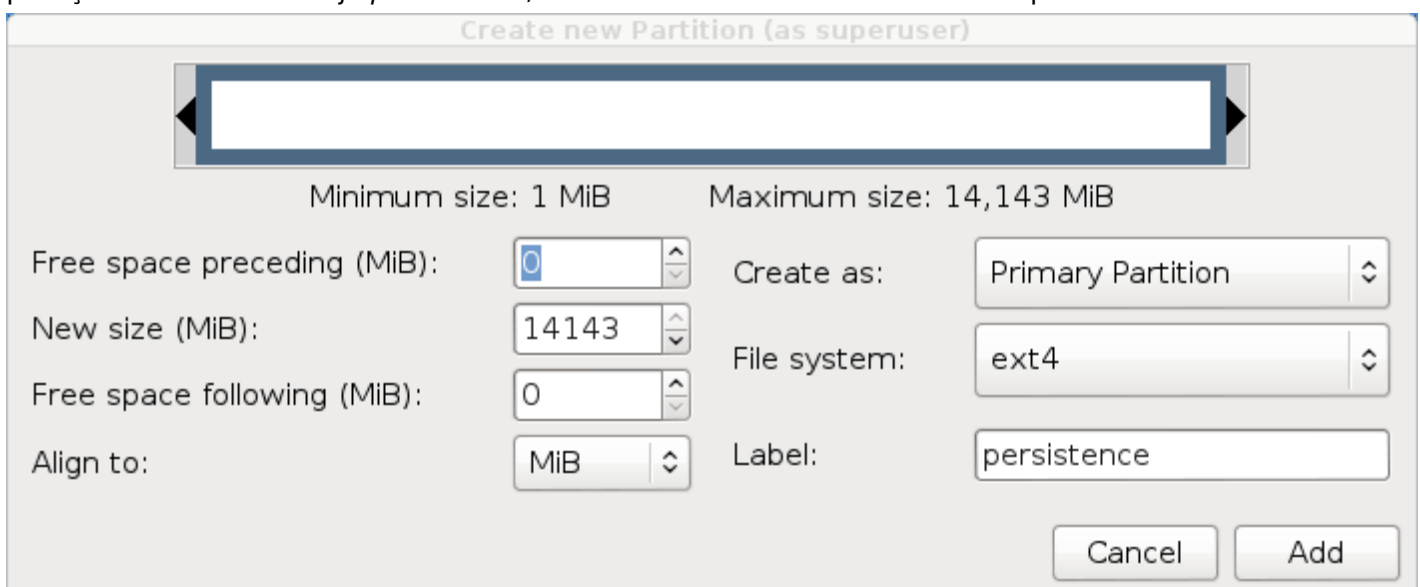 Create new Partition (as superuser)
Minimum size: 1 MiB Maximum size: 14,143 MiB
Free space preceding (MiB): 0
Create as: Primary Partition
New size (MiB): 14143
File system: ext4
Free space following (MiB): 0
Align to: MiB
Label: persistence
Cancel Add